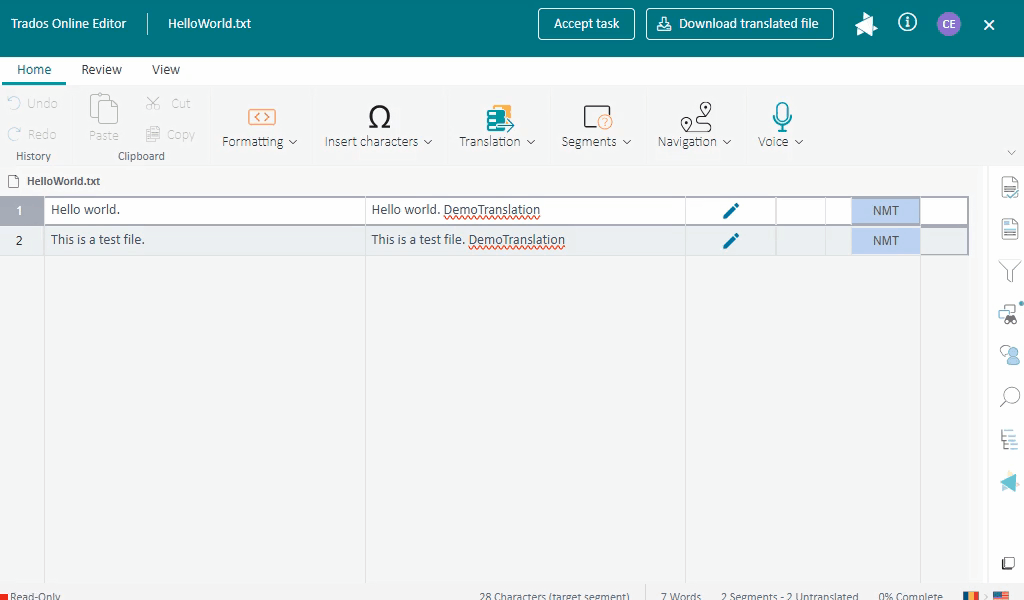 Trados Online Editor HelloWorld.txt Accept task Download translated file CE
Home Review View
Undo Redo History
Paste Cut Copy Clipboard
Formatting Insert characters Translation Segments Navigation Voice
HelloWorld.txt
1 Hello world. Hello world. DemoTranslation NMT
2 This is a test file. This is a test file. DemoTranslation NMT
Read-Only 28 Characters (target segment) 7 Words 2 Segments - 2 Untranslated 0% Complete